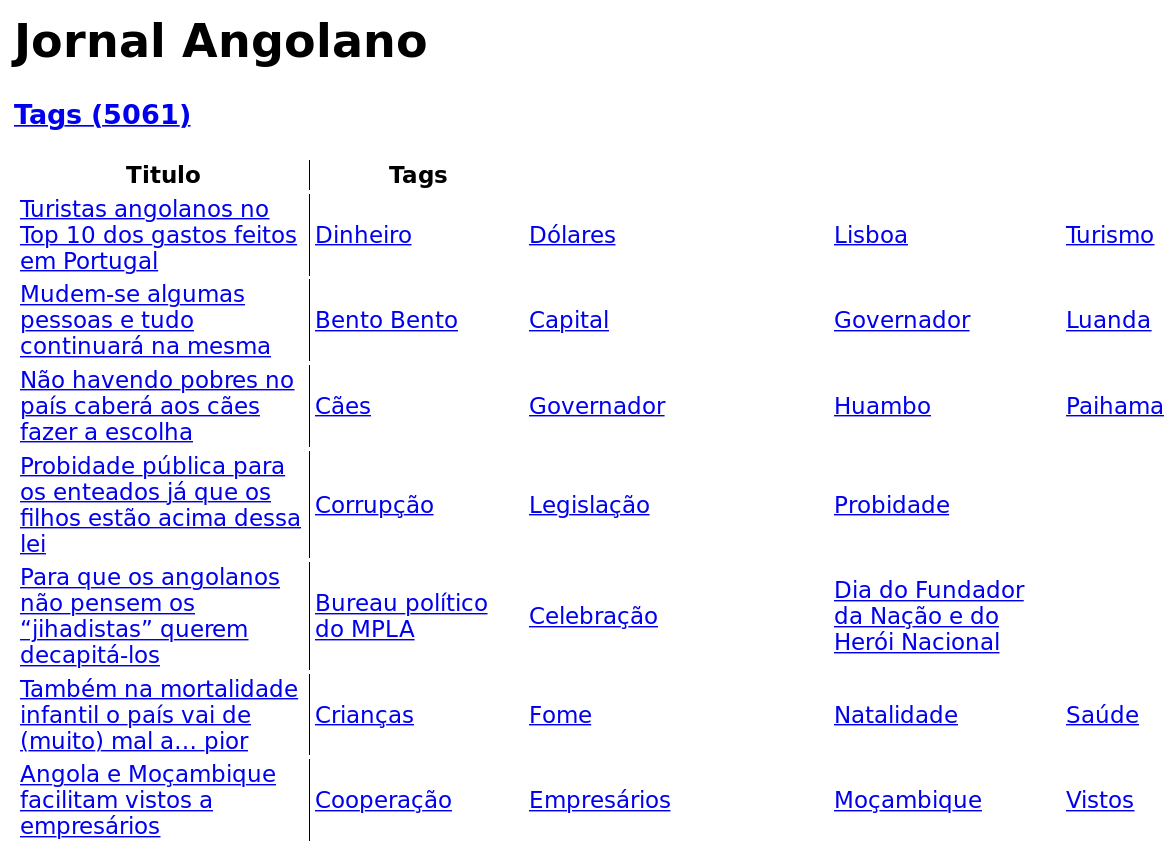 Jornal Angolano
Tags (5061)
Titulo Tags
Turistas angolanos no
Top 10 dos gastos feitos
em Portugal
Dinheiro Dólares Lisboa Turismo
Mudem-se algumas
pessoas e tudo
continuará na mesma
Bento Bento Capital Governador Luanda
Não havendo pobres no
país caberá aos cães
fazer a escolha
Cães Governador Huambo Paihama
Probidade pública para
os enteados já que os
filhos estão acima dessa
lei
Corrupção Legislação Probidade
Para que os angolanos
não pensem os
“jihadistas” querem
decapitá-los
Bureau político
do MPLA
Celebração
Dia do Fundador
da Nação e do
Herói Nacional
Também na mortalidade
infantil o país vai de
(muito) mal a… pior
Crianças Fome Natalidade Saúde
Angola e Moçambique
facilitam vistos a
empresários
Cooperação Empresários Moçambique Vistos